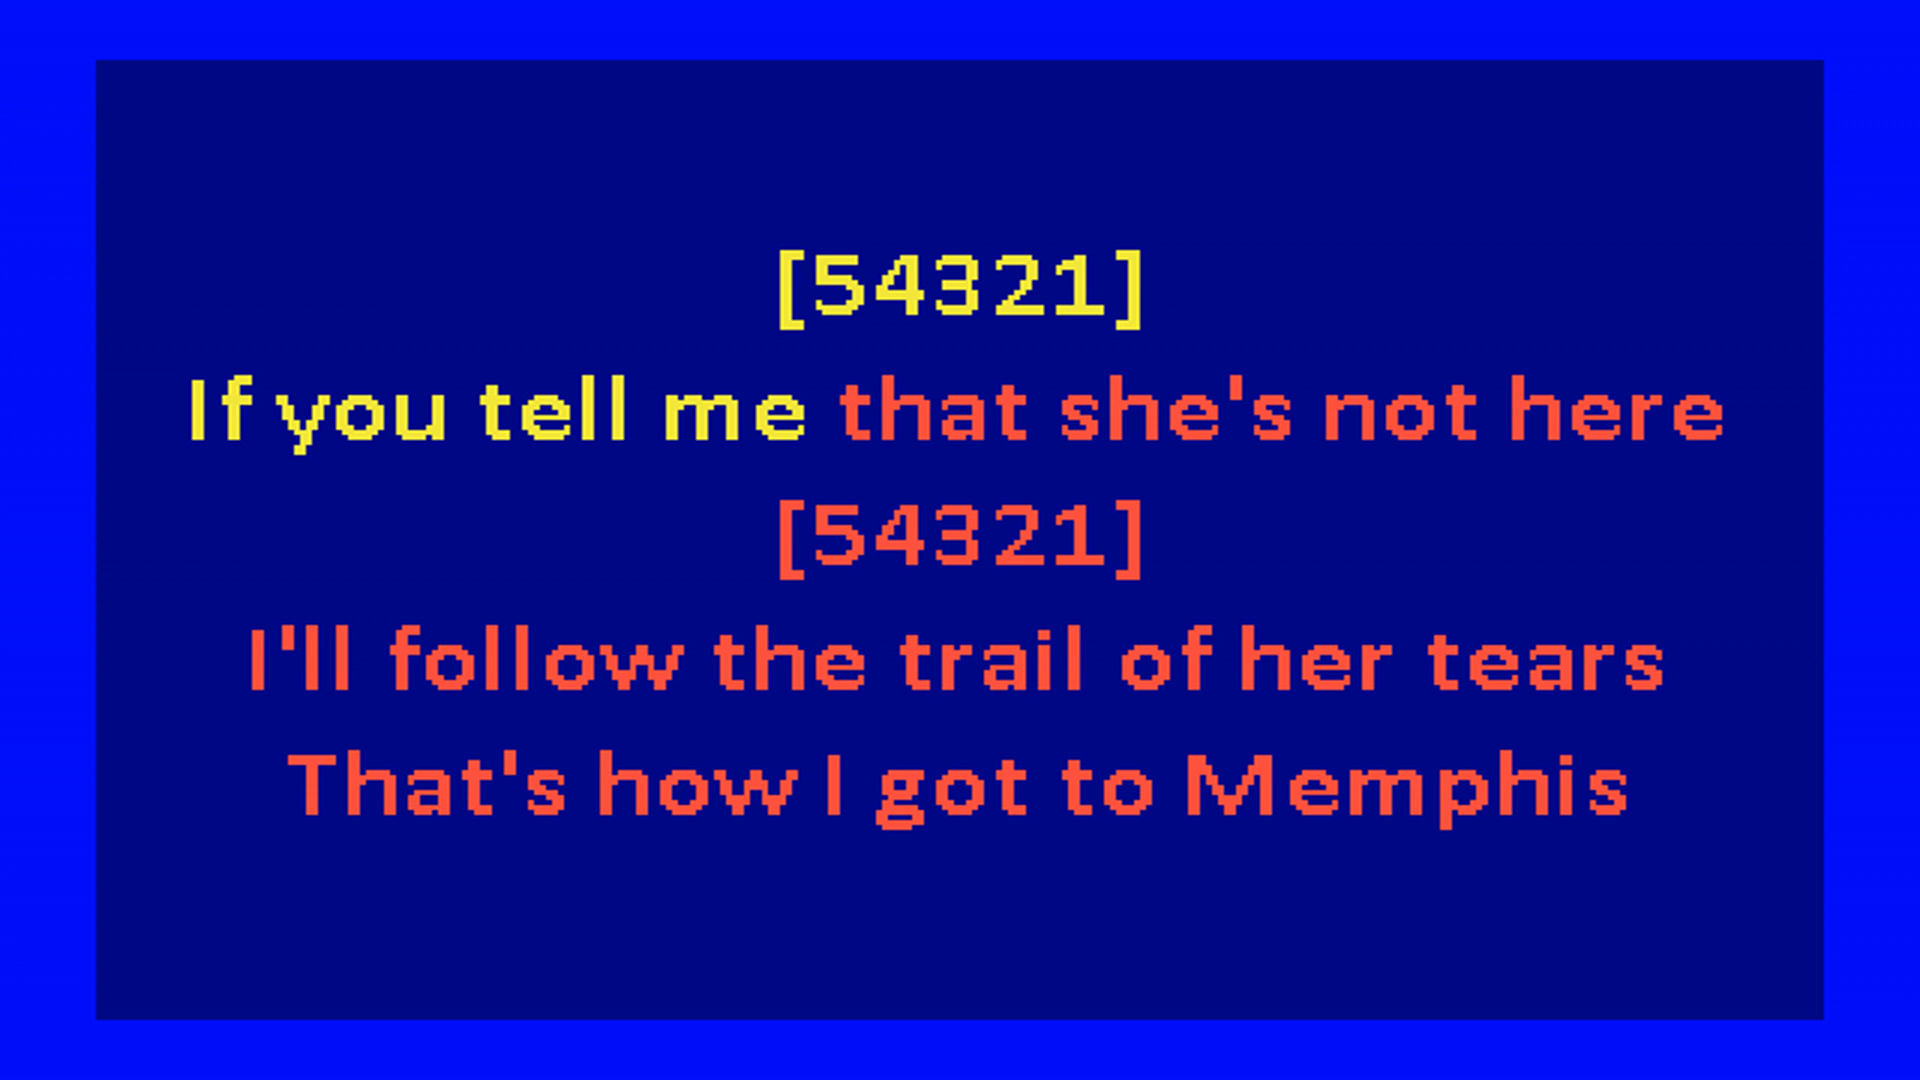 [54321]
If you tell me that she's not here
[54321]
I'll follow the trail of her tears
That's how I got to Memphis